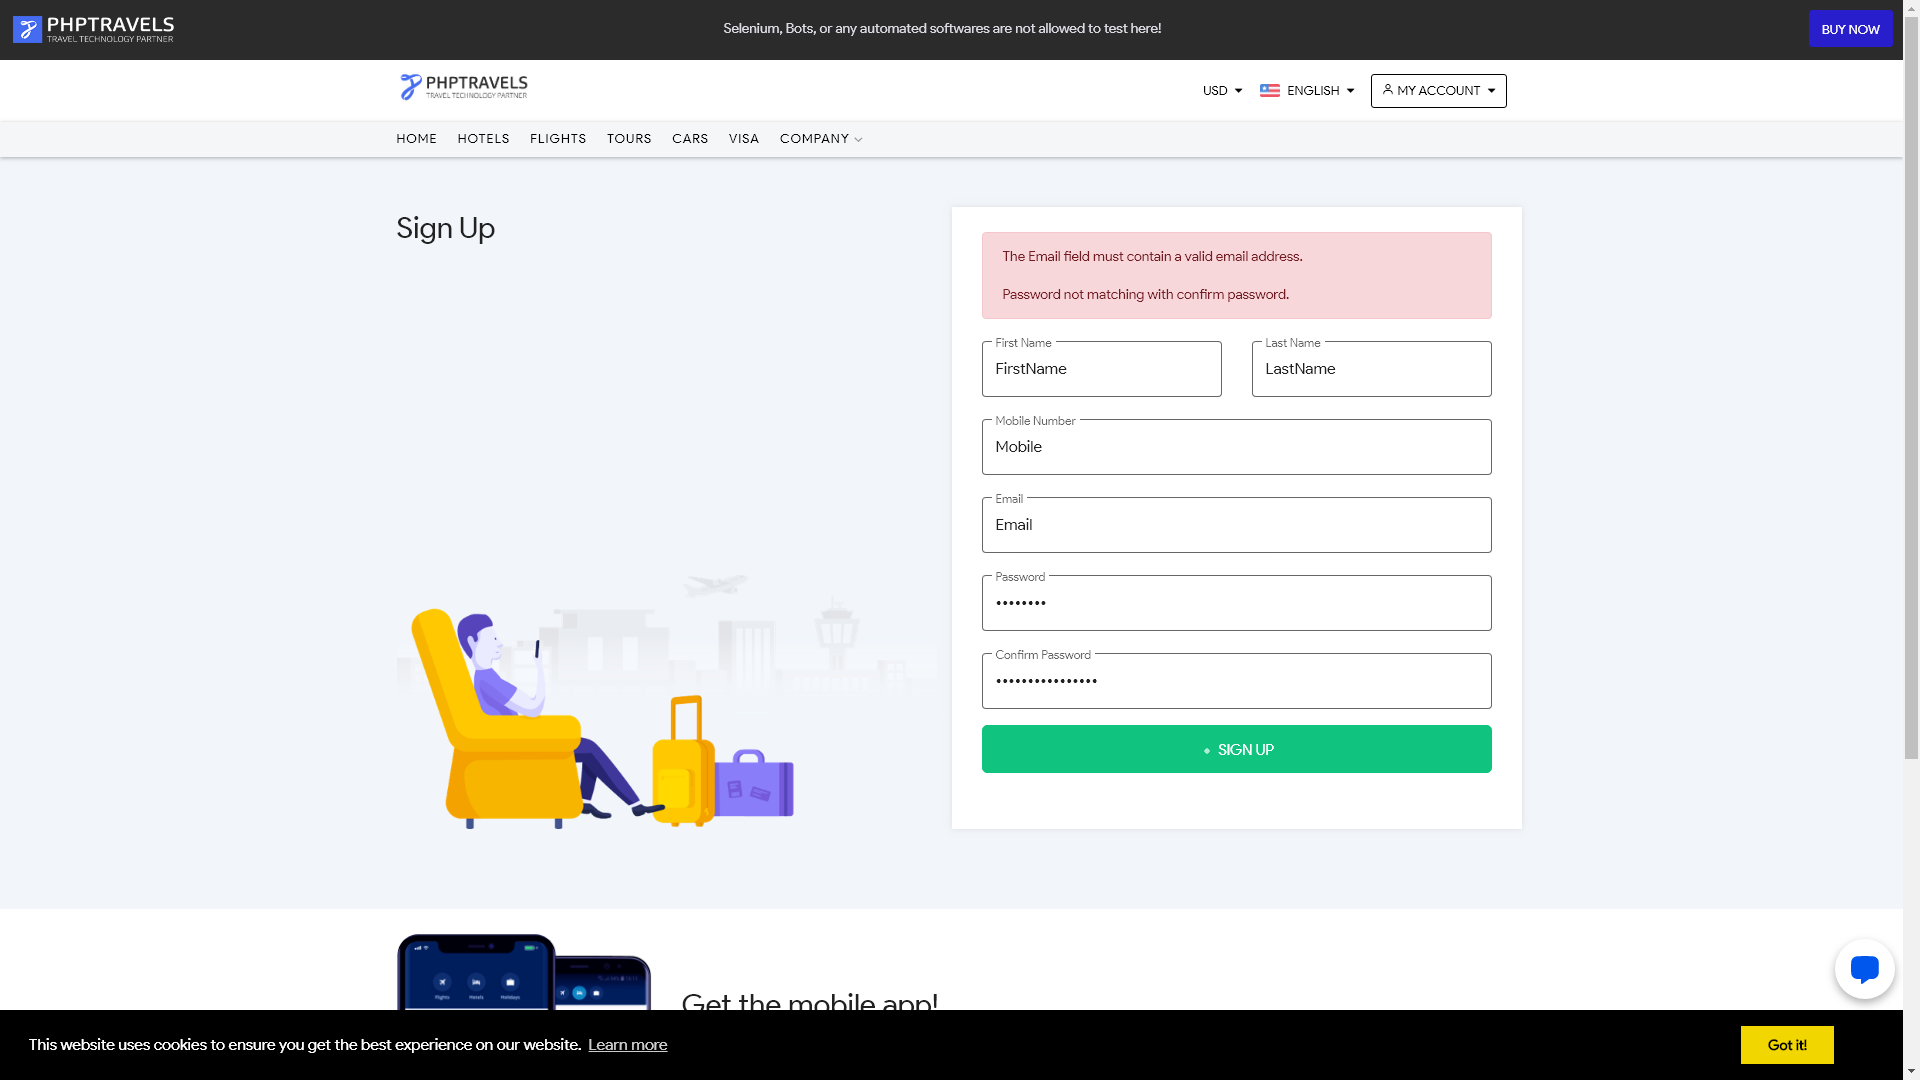 PHPTRAVELS
TRAVEL TECHNOLOGY PARTNER
Selenium, Bots, or any automated softwares are not allowed to test here!
BUY NOW
PHPTRAVELS
TRAVEL TECHNOLOGY PARTNER
USD
ENGLISH
MY ACCOUNT
HOME HOTELS FLIGHTS TOURS CARS VISA COMPANY
Sign Up
The Email field must contain a valid email address.
Password not matching with confirm password.
First Name
FirstName
Last Name
LastName
Mobile Number
Mobile
Email
Email
Password
••••••••
Confirm Password
••••••••••••••••
SIGN UP
Flights Hotels Holidays
Get the mobile app!
This website uses cookies to ensure you get the best experience on our website. Learn more
Got it!